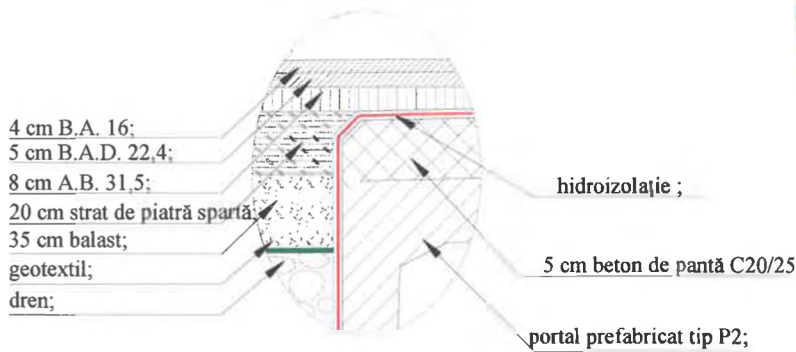 4 cm B.A. 16;
5 cm B.A.D. 22,4;
8 cm A.B. 31,5;
20 cm strat de piatră spartă;
35 cm balast;
geotextil;
dren;
hidroizolație ;
5 cm beton de pantă C20/25
portal prefabricat tip P2;